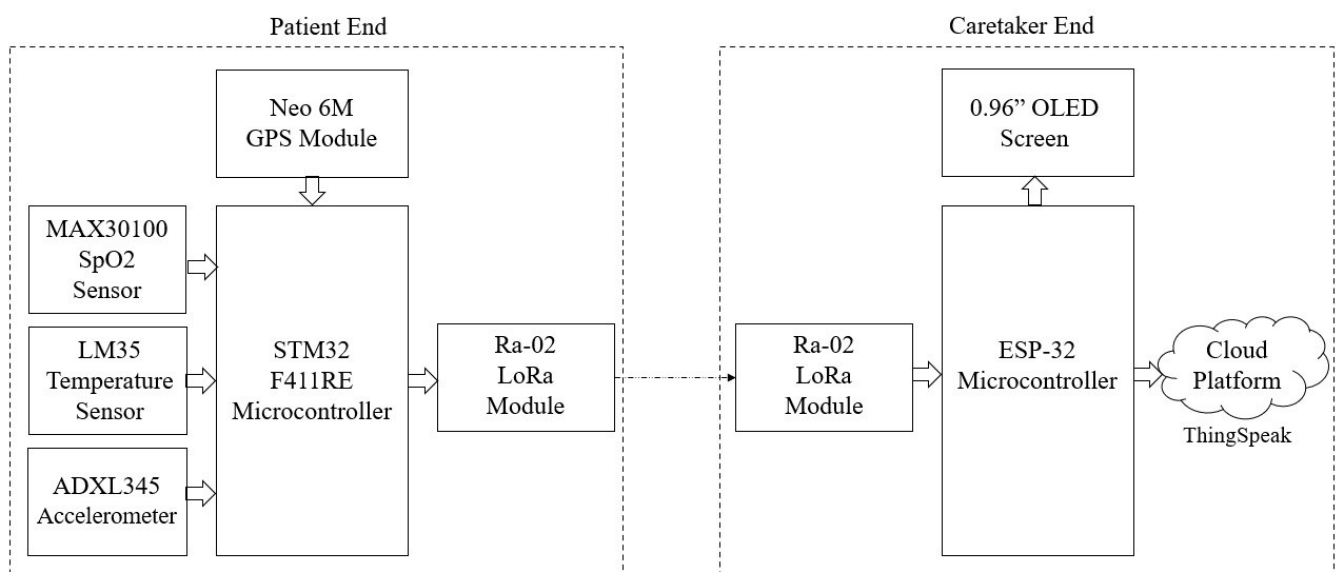 Patient End
Neo 6M
GPS Module
MAX30100
SpO2
Sensor
LM35
Temperature
Sensor
ADXL345
Accelerometer
STM32
F411RE
Microcontroller
Ra-02
LoRa
Module
Caretaker End
0.96” OLED
Screen
Ra-02
LoRa
Module
ESP-32
Microcontroller
Cloud
Platform
ThingSpeak